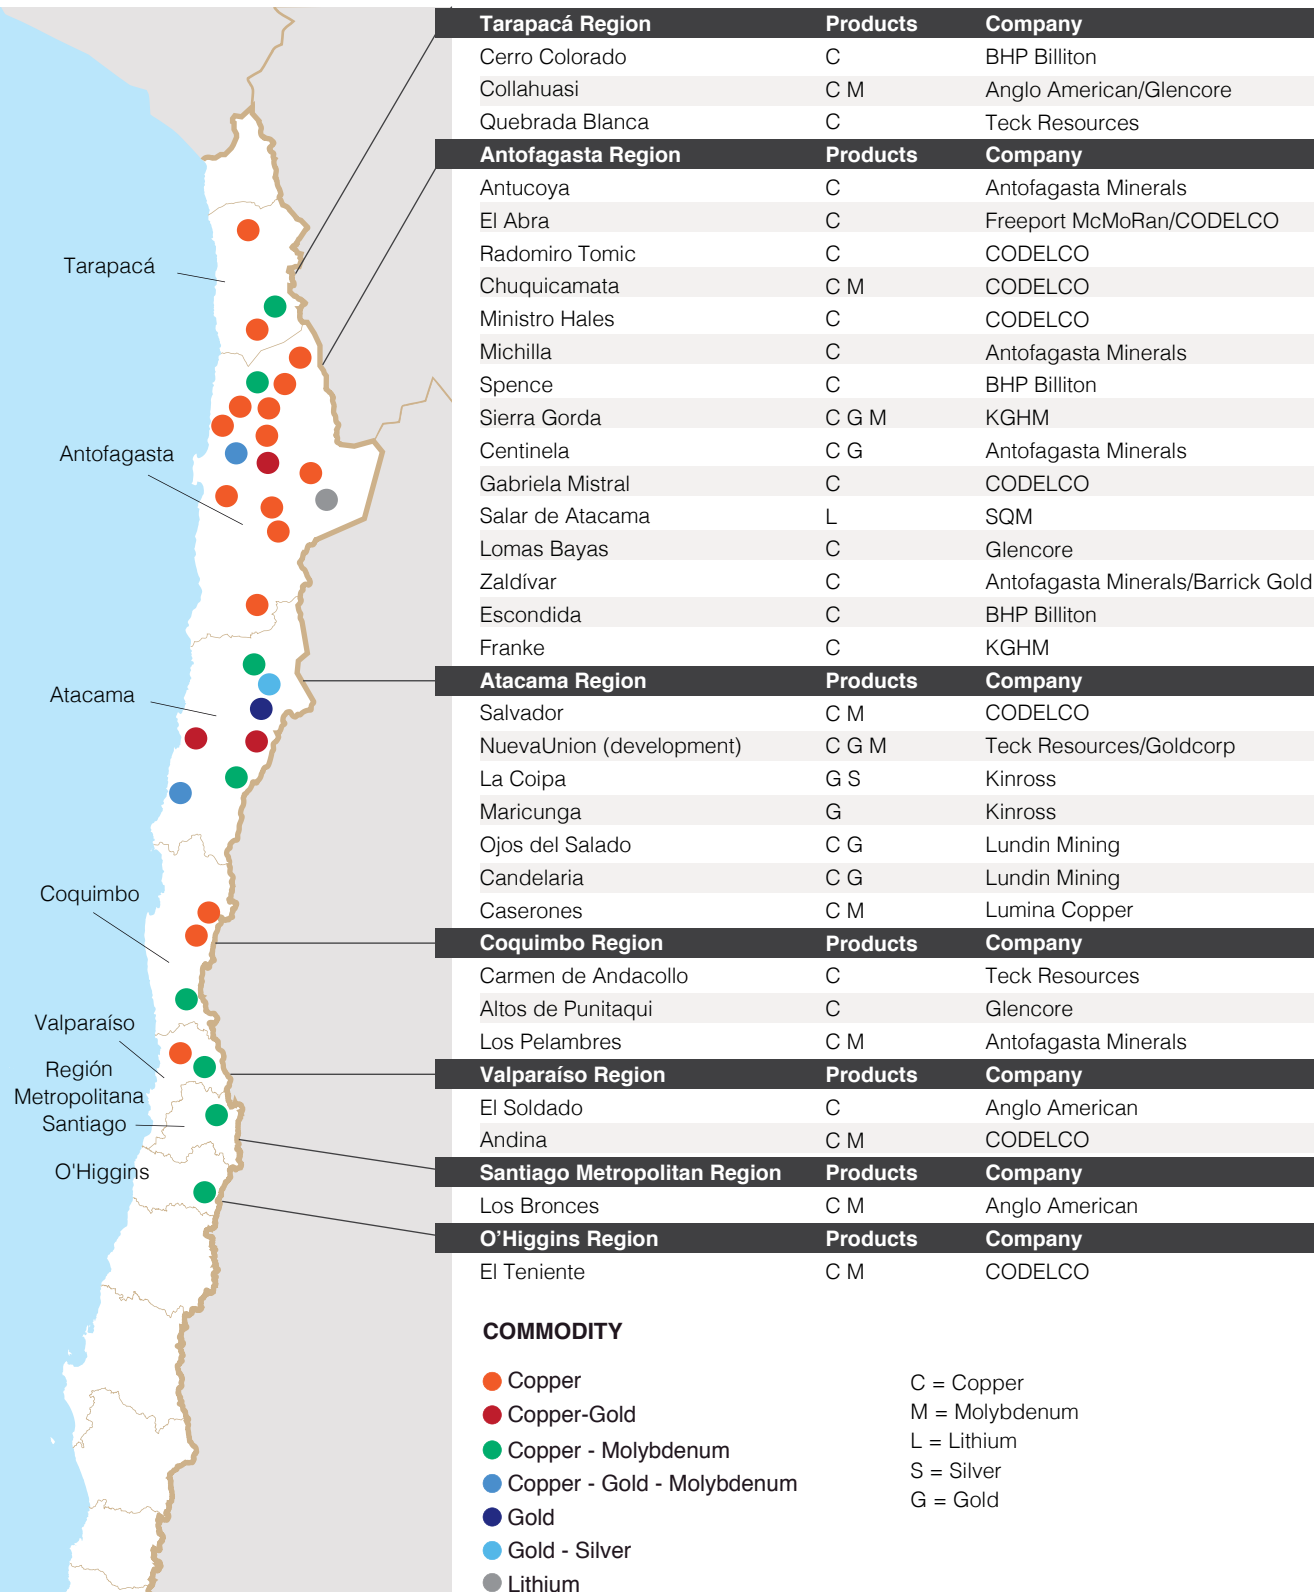 Tarapacá Region Products Company
Cerro Colorado C BHP Billiton
Collahuasi C M Anglo American/Glencore
Quebrada Blanca C Teck Resources
Antofagasta Region Products Company
Antucoya C Antofagasta Minerals
El Abra C Freeport McMoRan/CODELCO
Radomiro Tomic C CODELCO
Chuquicamata C M CODELCO
Ministro Hales C CODELCO
Michilla C Antofagasta Minerals
Spence C BHP Billiton
Sierra Gorda C G M KGHM
Centinela C G Antofagasta Minerals
Gabriela Mistral C CODELCO
Salar de Atacama L SQM
Lomas Bayas C Glencore
Zaldívar C Antofagasta Minerals/Barrick Gold
Escondida C BHP Billiton
Franke C KGHM
Atacama Region Products Company
Salvador C M CODELCO
NuevaUnion (development) C G M Teck Resources/Goldcorp
La Coipa G S Kinross
Maricunga G Kinross
Ojos del Salado C G Lundin Mining
Candelaria C G Lundin Mining
Caserones C M Lumina Copper
Coquimbo Region Products Company
Carmen de Andacollo C Teck Resources
Altos de Punitaqui C Glencore
Los Pelambres C M Antofagasta Minerals
Valparaíso Region Products Company
El Soldado C Anglo American
Andina C M CODELCO
Santiago Metropolitan Region Products Company
Los Bronces C M Anglo American
O'Higgins Region Products Company
El Teniente C M CODELCO
Tarapacá
Antofagasta
Atacama
Coquimbo
Valparaíso
Región
Metropolitana
Santiago
O'Higgins
COMMODITY
Copper
Copper-Gold
Copper - Molybdenum
Copper - Gold - Molybdenum
Gold
Gold - Silver
Lithium
C = Copper
M = Molybdenum
L = Lithium
S = Silver
G = Gold